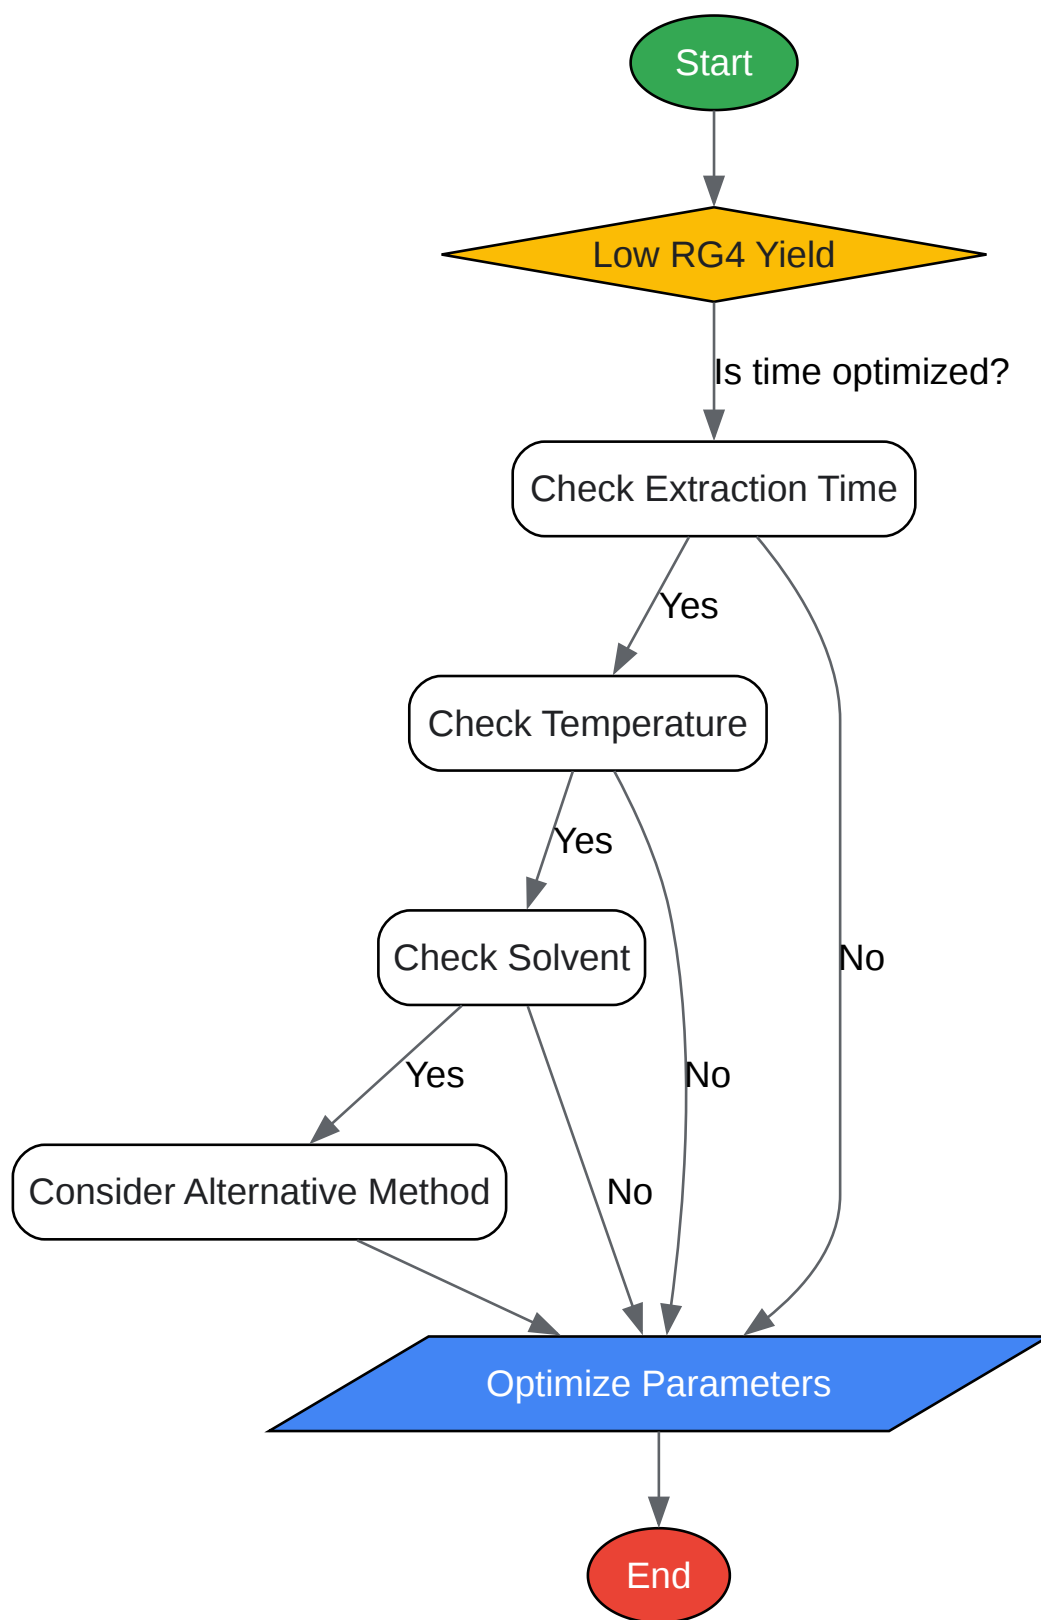 Start
Low RG4 Yield
Is time optimized?
Check Extraction Time
Yes
Check Temperature
Yes
Check Solvent
No
Yes
No
Consider Alternative Method
No
Optimize Parameters
End